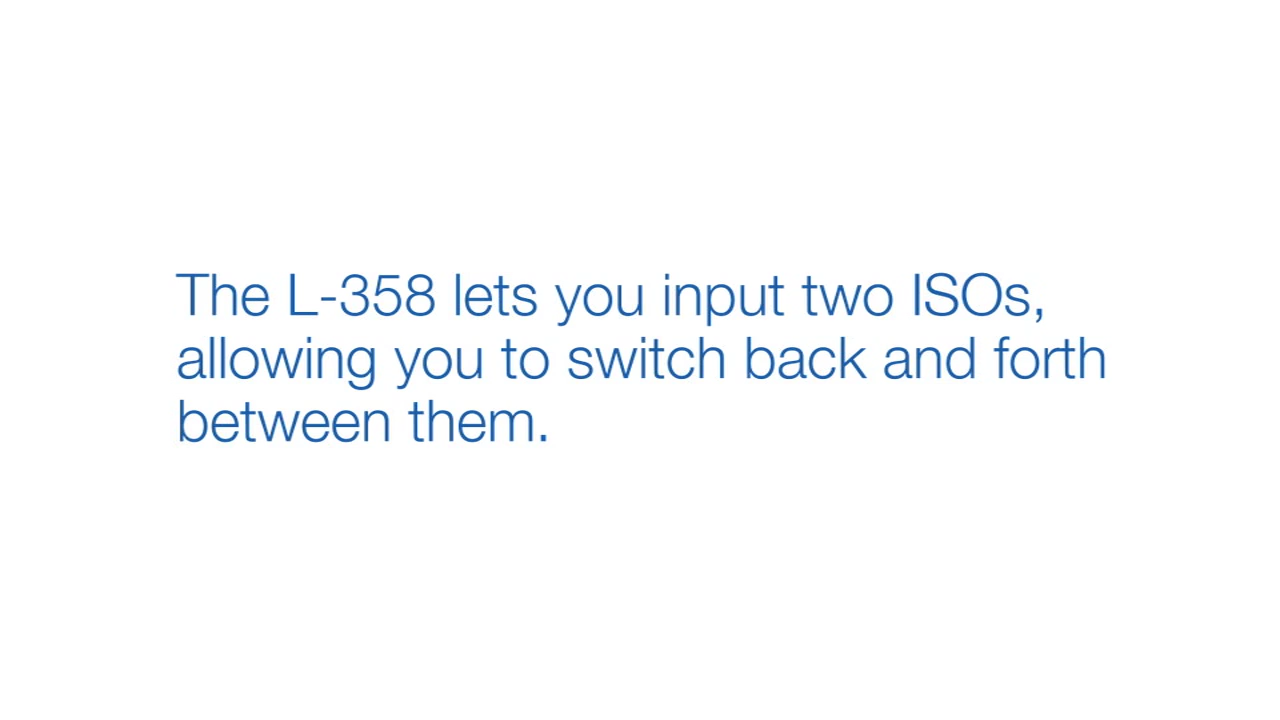 The L-358 lets you input two ISOs,
allowing you to switch back and forth
between them.